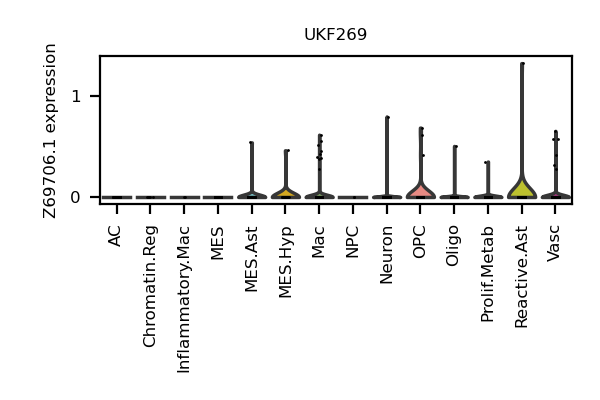 UKF269
Z69706.1 expression
1
0
AC
Chromatin.Reg
Inflammatory.Mac
MES
MES.Ast
MES.Hyp
Mac
NPC
Neuron
OPC
Oligo
Prolif.Metab
Reactive.Ast
Vasc